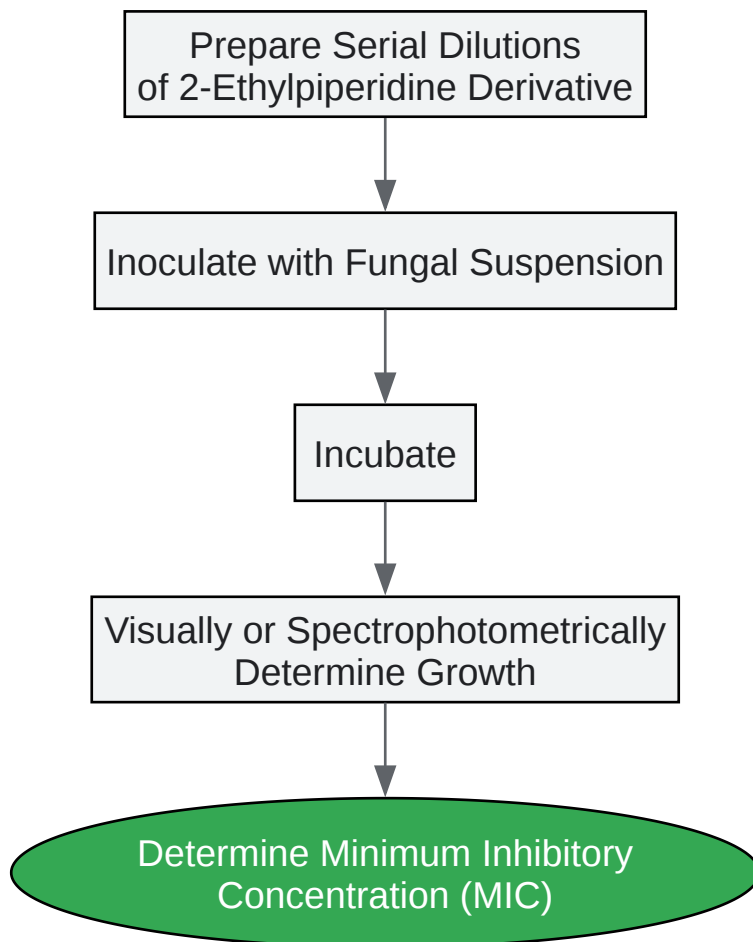 Prepare Serial Dilutions
of 2-Ethylpiperidine Derivative
Inoculate with Fungal Suspension
Incubate
Visually or Spectrophotometrically
Determine Growth
Determine Minimum Inhibitory
Concentration (MIC)